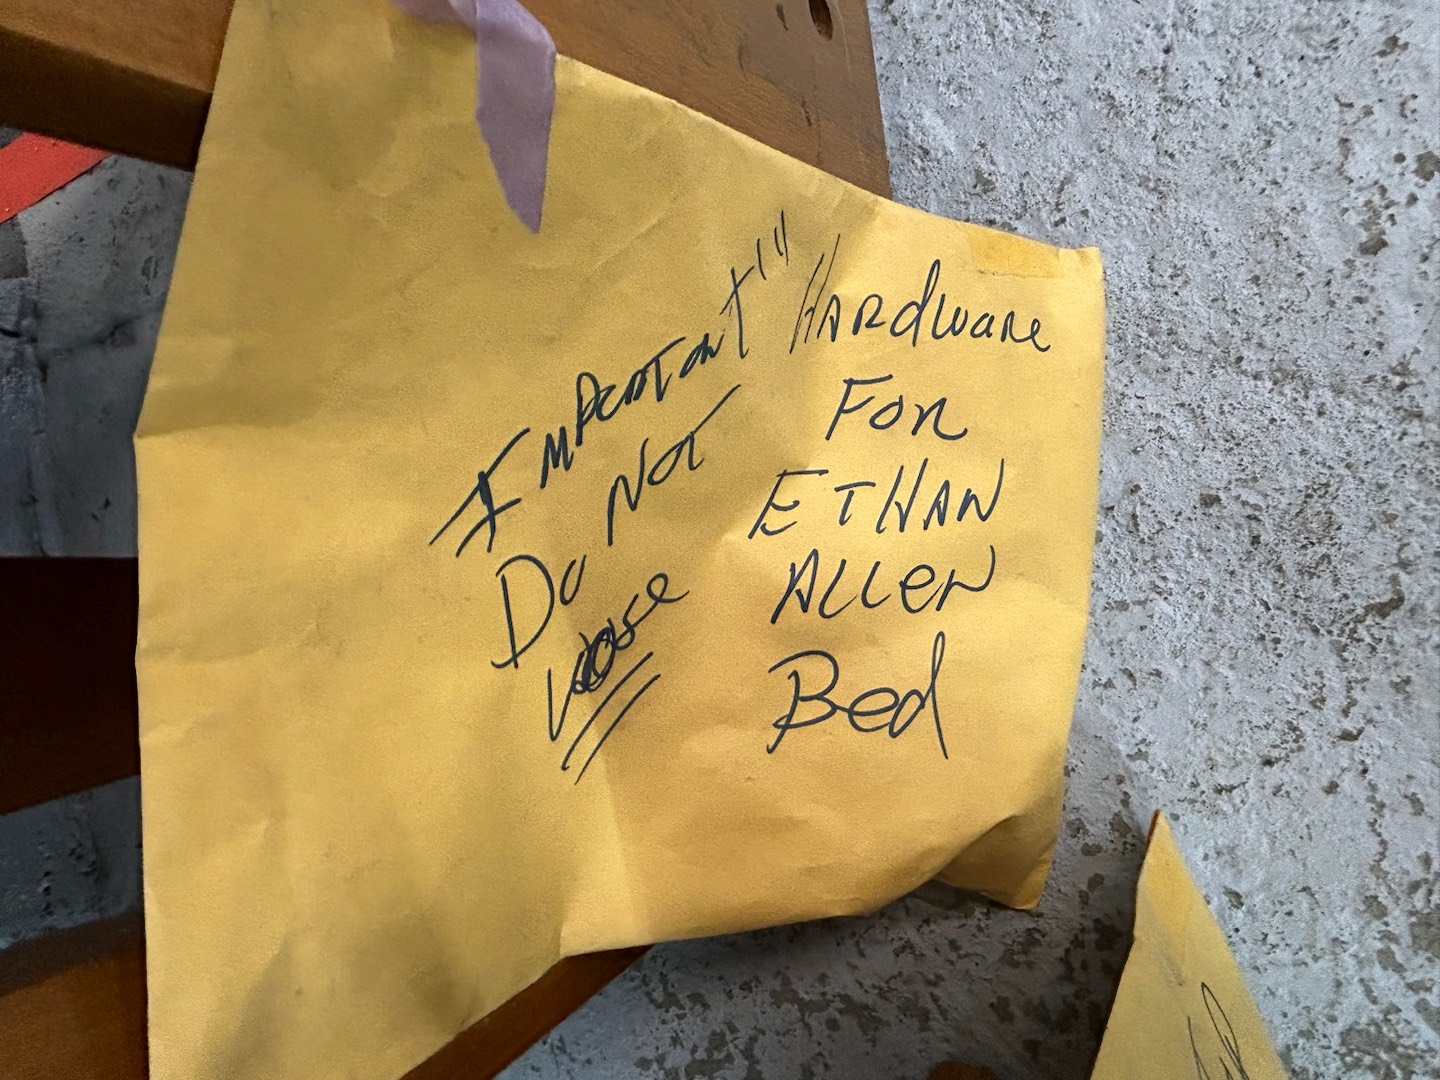 "Important!!"
Do Not
loose
Hardware
For
ETHAN
ALLEN
Bed